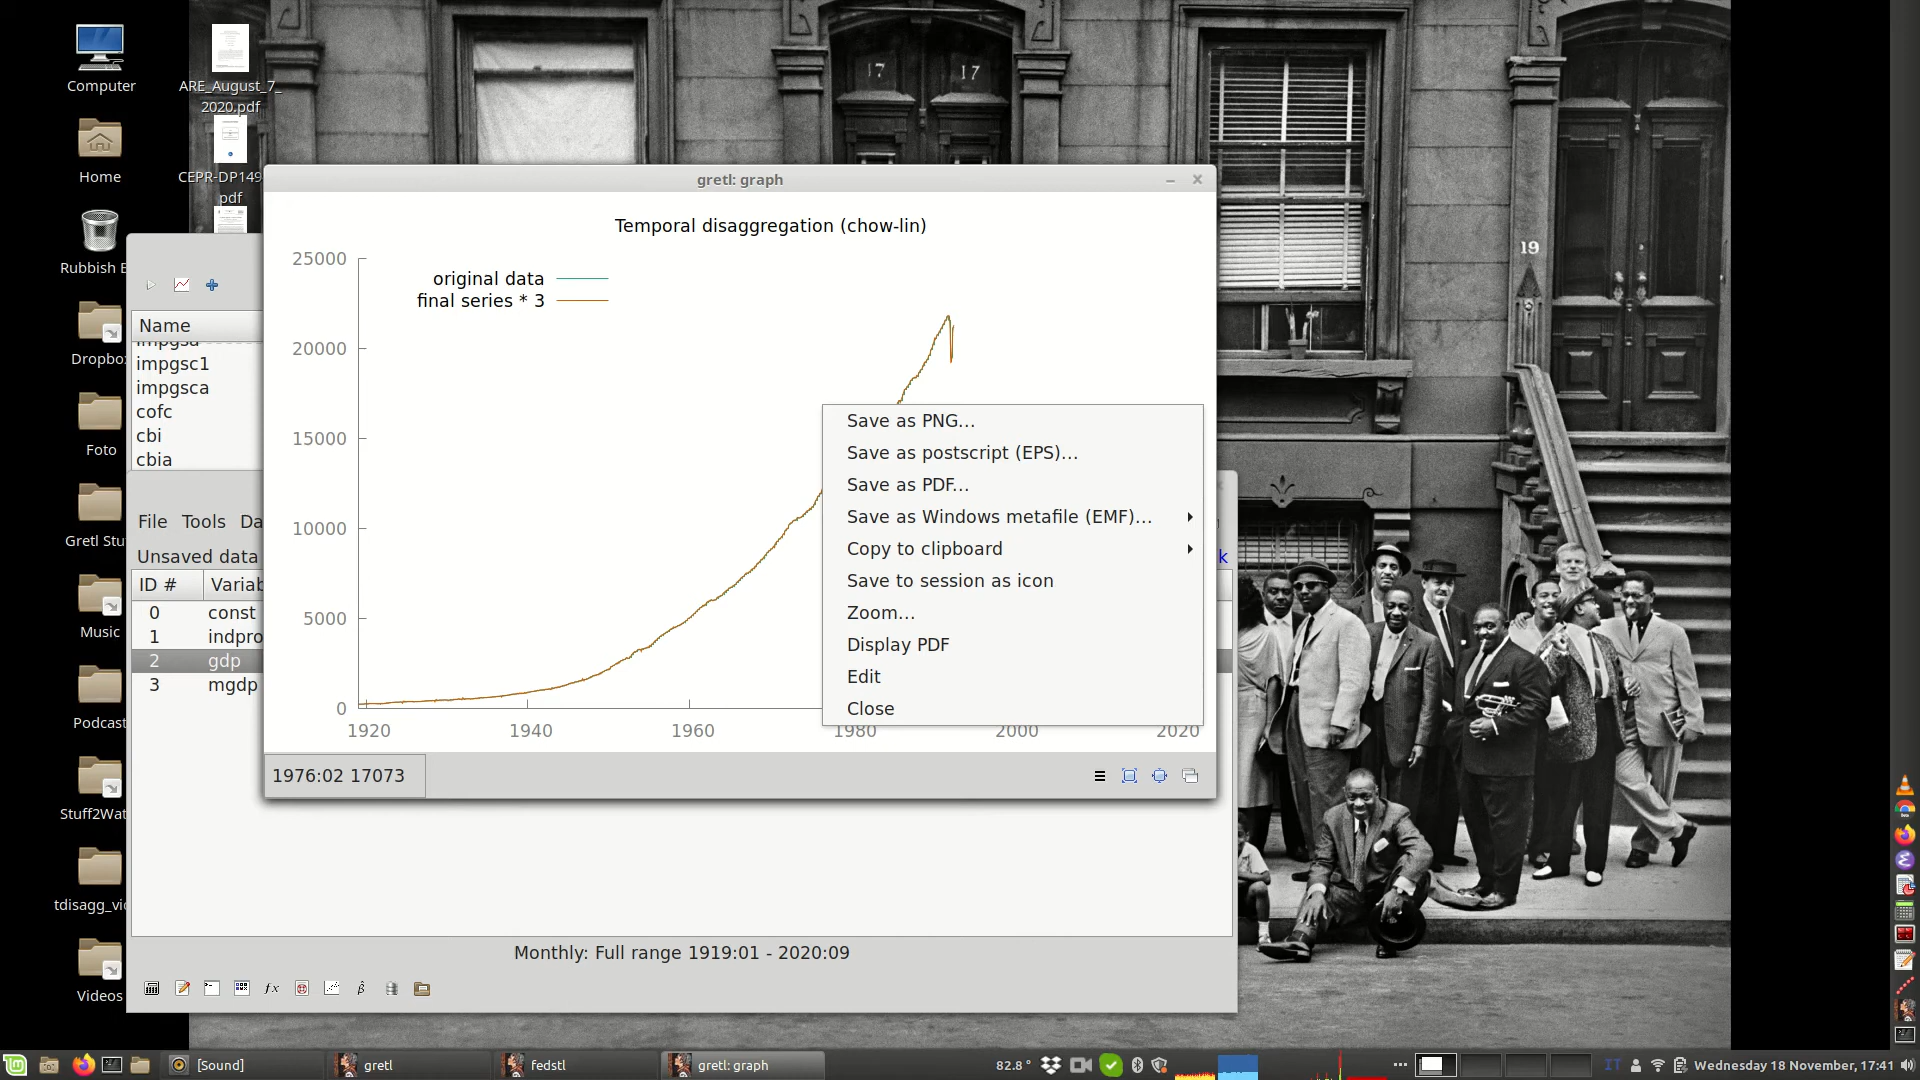 Computer
ARE_August_7_
2020.pdf
17
17
Home
CEPR-DP149
pdf
19
Rubbish B
Dropbo
Foto
Gretl Stu
Music
Podcast
Stuff2Wat
tdisagg_vi
Videos
Name
impgsc1
impgsca
cofc
cbi
cbia
File Tools Da
Unsaved data
k
ID # Variab
0 const
1 indpro
2 gdp
3 mgdp
Monthly: Full range 1919:01 - 2020:09
gretl: graph
Temporal disaggregation (chow-lin)
original data
final series * 3
25000
20000
15000
10000
5000
0
1920 1940 1960 1980 2000 2020
1976:02 17073
Save as PNG...
Save as postscript (EPS)...
Save as PDF...
Save as Windows metafile (EMF)...
Copy to clipboard
Save to session as icon
Zoom...
Display PDF
Edit
Close
[Sound]
gretl
fedstl
gretl: graph
82.8 °
IT
Wednesday 18 November, 17:41